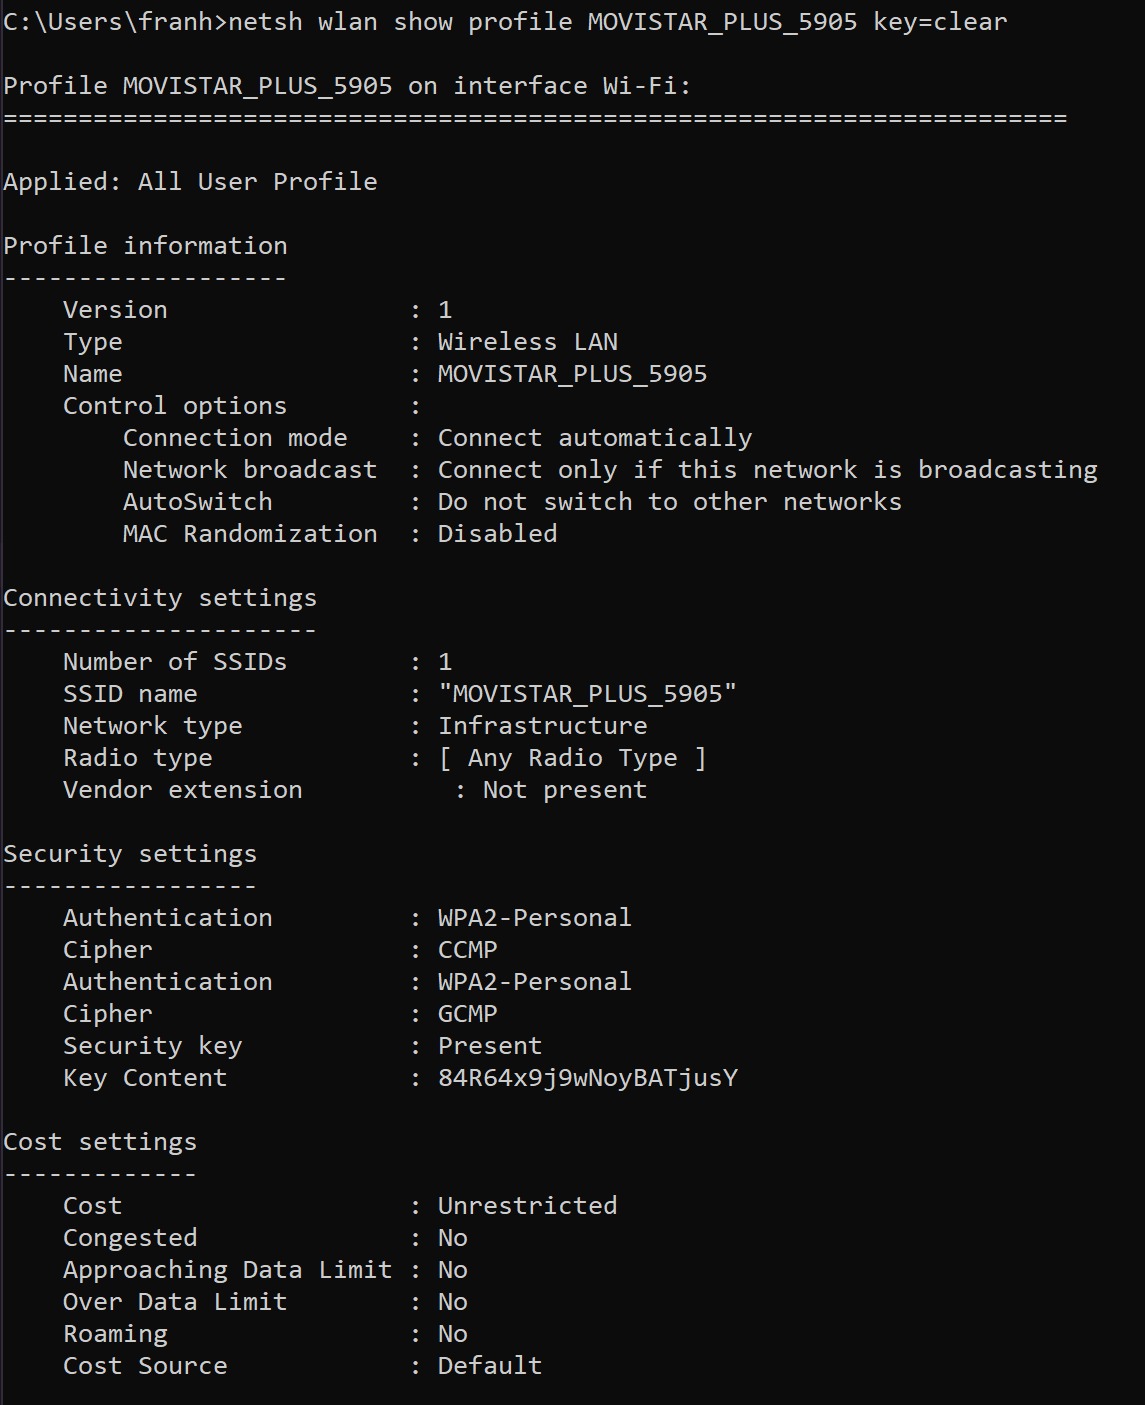 C:\Users\franh>netsh wlan show profile MOVISTAR_PLUS_5905 key=clear
Profile MOVISTAR_PLUS_5905 on interface Wi-Fi:
=======================================================================
Applied: All User Profile
Profile information
-------------------
Version : 1
Type : Wireless LAN
Name : MOVISTAR_PLUS_5905
Control options :
Connection mode : Connect automatically
Network broadcast : Connect only if this network is broadcasting
AutoSwitch : Do not switch to other networks
MAC Randomization : Disabled
Connectivity settings
---------------------
Number of SSIDs : 1
SSID name : "MOVISTAR_PLUS_5905"
Network type : Infrastructure
Radio type : [ Any Radio Type ]
Vendor extension : Not present
Security settings
-----------------
Authentication : WPA2-Personal
Cipher : CCMP
Authentication : WPA2-Personal
Cipher : GCMP
Security key : Present
Key Content : 84R64x9j9wNoyBATjusY
Cost settings
-------------
Cost : Unrestricted
Congested : No
Approaching Data Limit : No
Over Data Limit : No
Roaming : No
Cost Source : Default